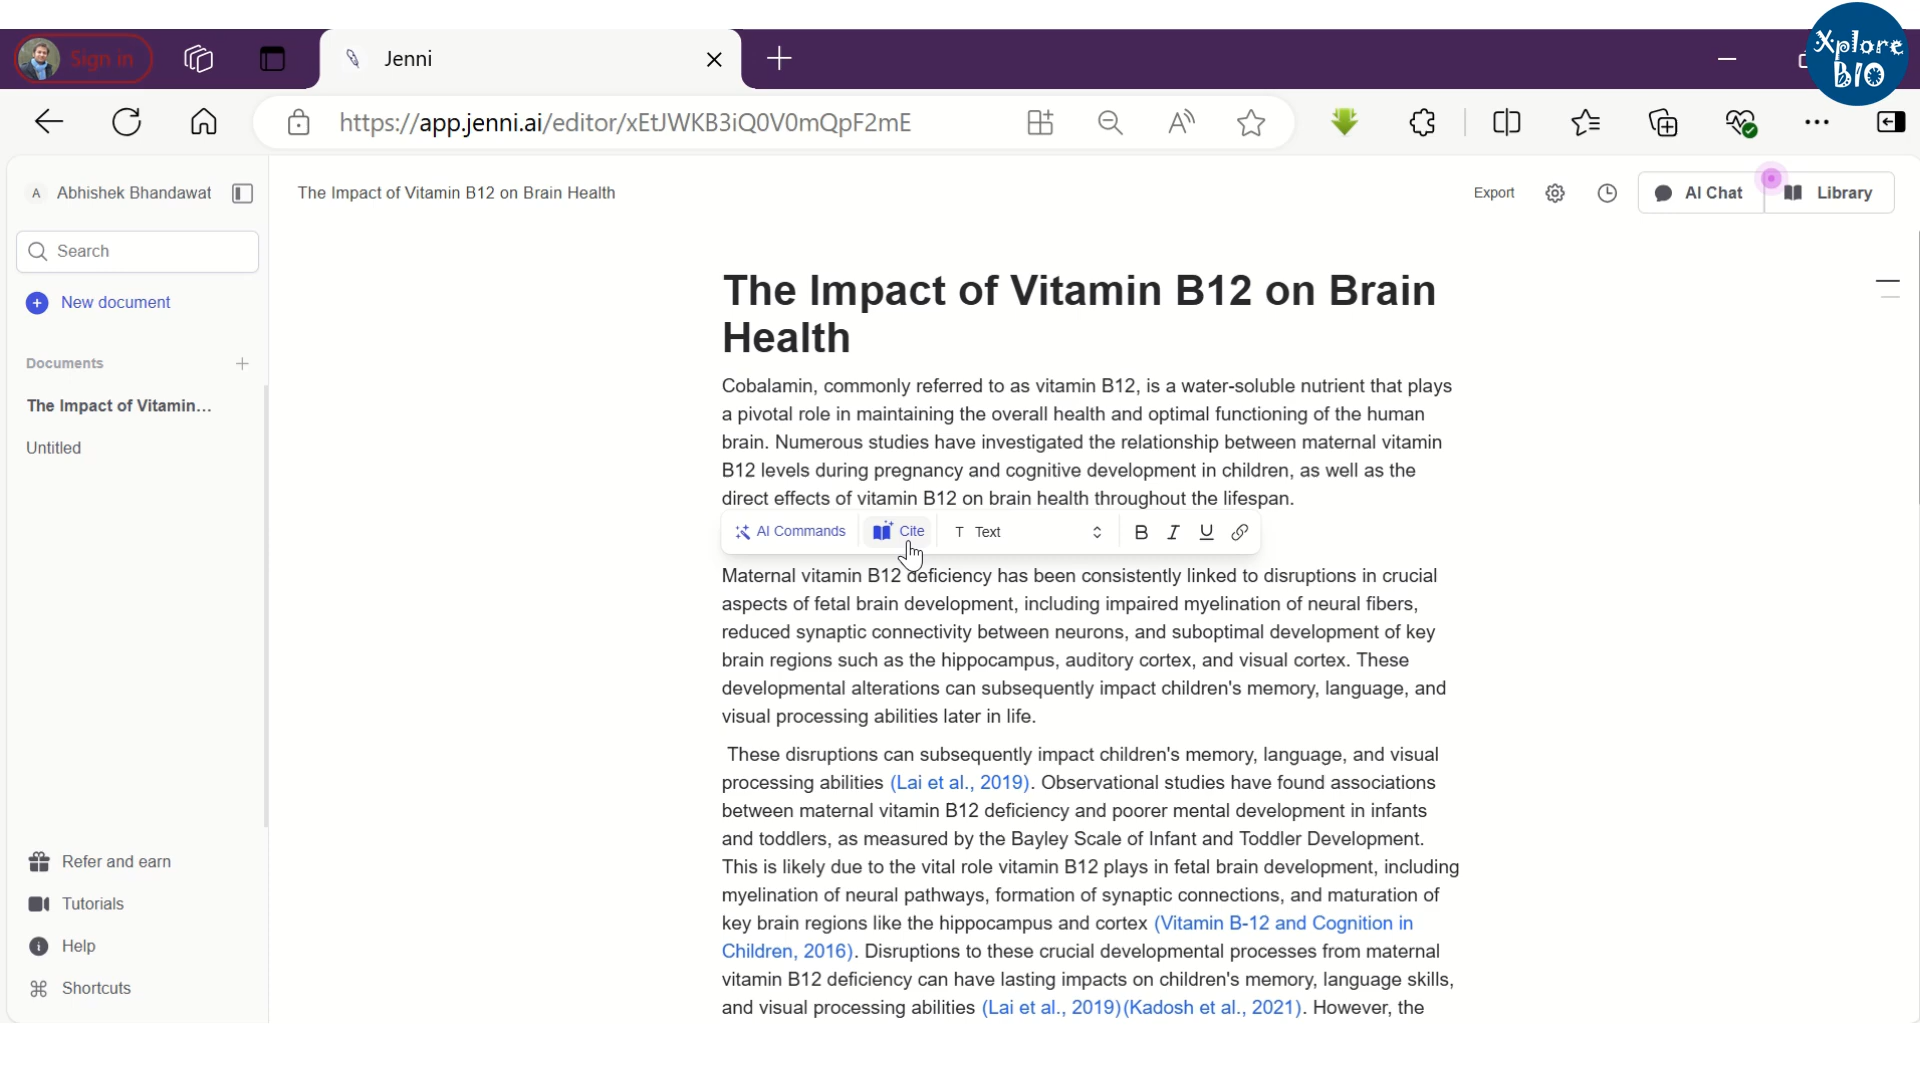 Sign in
Jenni
Xplore
BIO
https://app.jenni.ai/editor/xEtJWKB3iQ0V0mQpF2mE
A Abhishek Bhandawat
The Impact of Vitamin B12 on Brain Health
Export
AI Chat
Library
Search
New document
Documents
The Impact of Vitamin...
Untitled
The Impact of Vitamin B12 on Brain
Health
Cobalamin, commonly referred to as vitamin B12, is a water-soluble nutrient that plays
a pivotal role in maintaining the overall health and optimal functioning of the human
brain. Numerous studies have investigated the relationship between maternal vitamin
B12 levels during pregnancy and cognitive development in children, as well as the
direct effects of vitamin B12 on brain health throughout the lifespan.
AI Commands Cite T Text B I U
Maternal vitamin B12 deficiency has been consistently linked to disruptions in crucial
aspects of fetal brain development, including impaired myelination of neural fibers,
reduced synaptic connectivity between neurons, and suboptimal development of key
brain regions such as the hippocampus, auditory cortex, and visual cortex. These
developmental alterations can subsequently impact children's memory, language, and
visual processing abilities later in life.
These disruptions can subsequently impact children's memory, language, and visual
processing abilities (Lai et al., 2019). Observational studies have found associations
between maternal vitamin B12 deficiency and poorer mental development in infants
and toddlers, as measured by the Bayley Scale of Infant and Toddler Development.
This is likely due to the vital role vitamin B12 plays in fetal brain development, including
myelination of neural pathways, formation of synaptic connections, and maturation of
key brain regions like the hippocampus and cortex (Vitamin B-12 and Cognition in
Children, 2016). Disruptions to these crucial developmental processes from maternal
vitamin B12 deficiency can have lasting impacts on children's memory, language skills,
and visual processing abilities (Lai et al., 2019)(Kadosh et al., 2021). However, the
Refer and earn
Tutorials
Help
Shortcuts